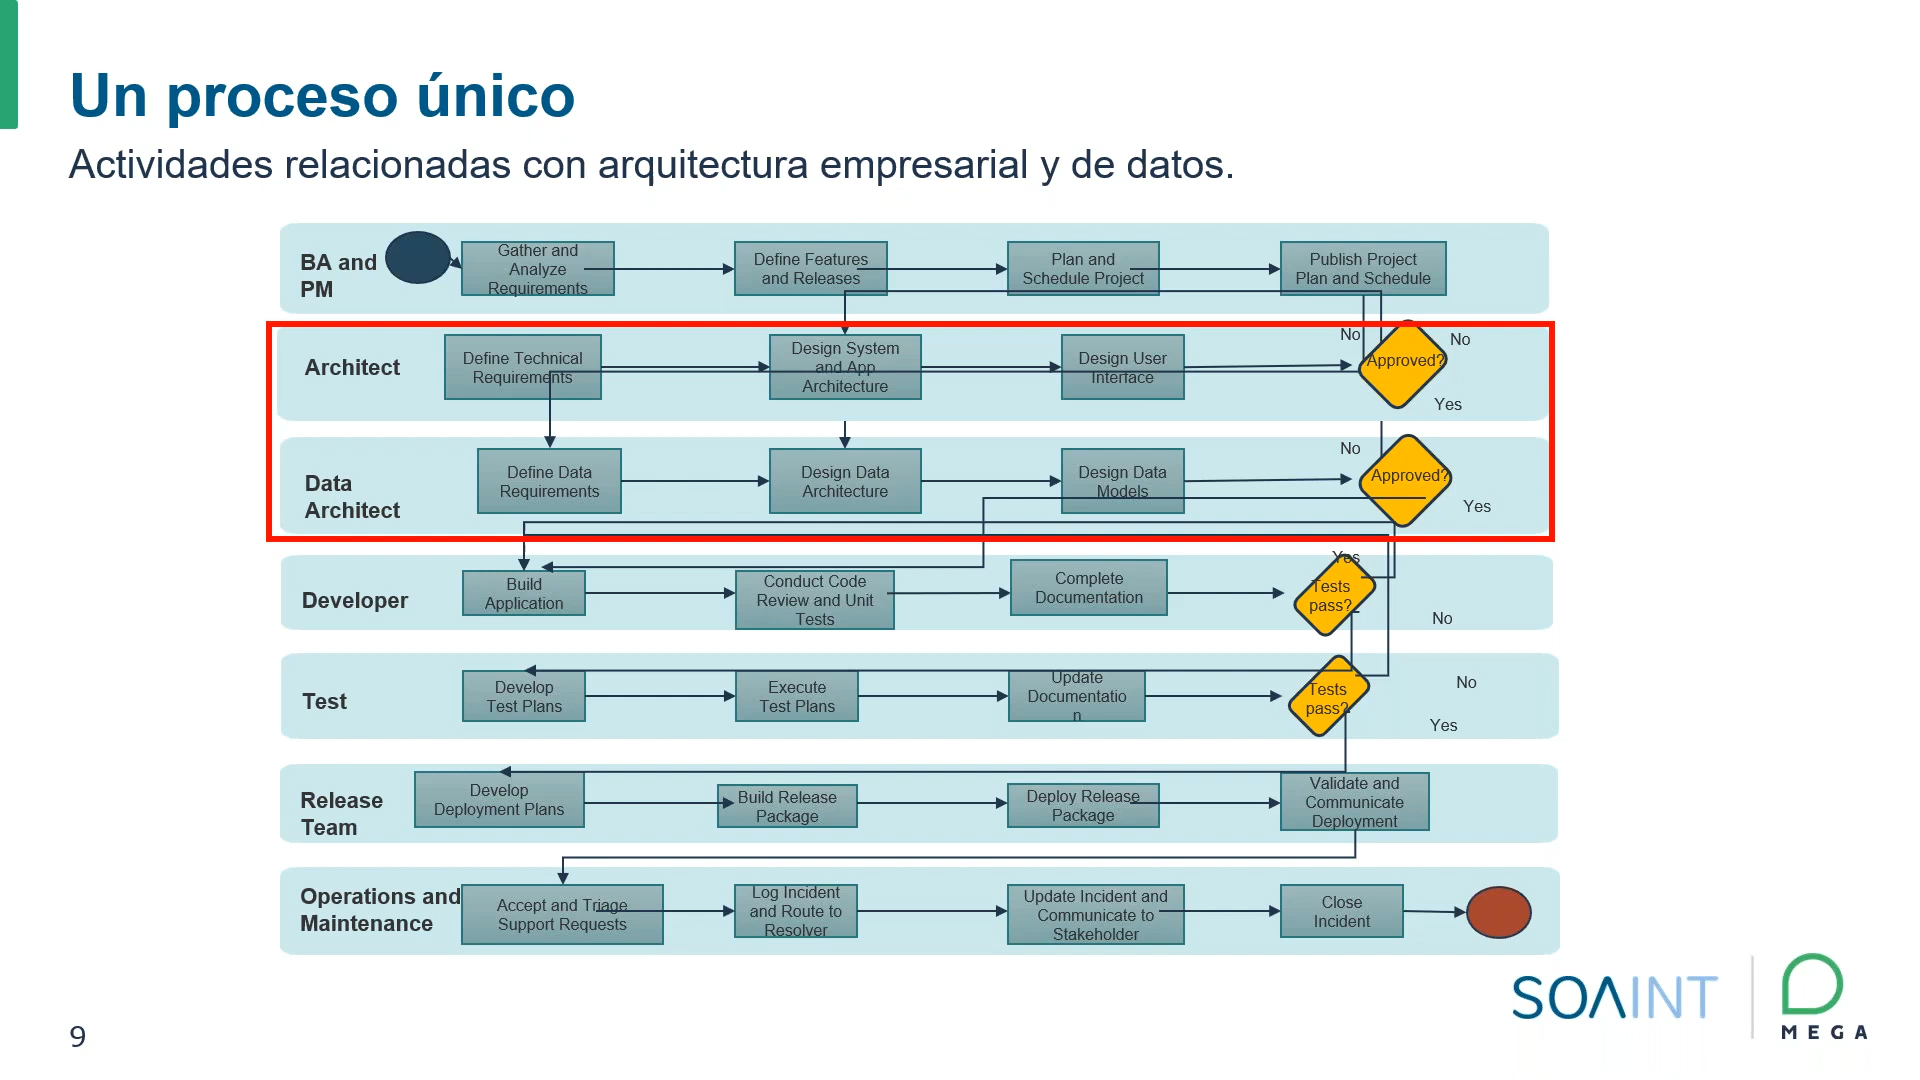 Un proceso único
Actividades relacionadas con arquitectura empresarial y de datos.
BA and
PM
Gather and
Analyze
Requirements
Define Features
and Releases
Plan and
Schedule Project
Publish Project
Plan and Schedule
Architect
Define Technical
Requirements
Design System
and App
Architecture
Design User
Interface
No
Approved?
No
Yes
Data
Architect
Define Data
Requirements
Design Data
Architecture
Design Data
Models
No
Approved?
Yes
Developer
Build
Application
Conduct Code
Review and Unit
Tests
Complete
Documentation
Yes
Tests
pass?
No
Test
Develop
Test Plans
Execute
Test Plans
Update
Documentatio
n
Tests
pass?
No
Yes
Release
Team
Develop
Deployment Plans
Build Release
Package
Deploy Release
Package
Validate and
Communicate
Deployment
Operations and
Maintenance
Accept and Triage
Support Requests
Log Incident
and Route to
Resolver
Update Incident and
Communicate to
Stakeholder
Close
Incident
SOAINT
MEGA
9